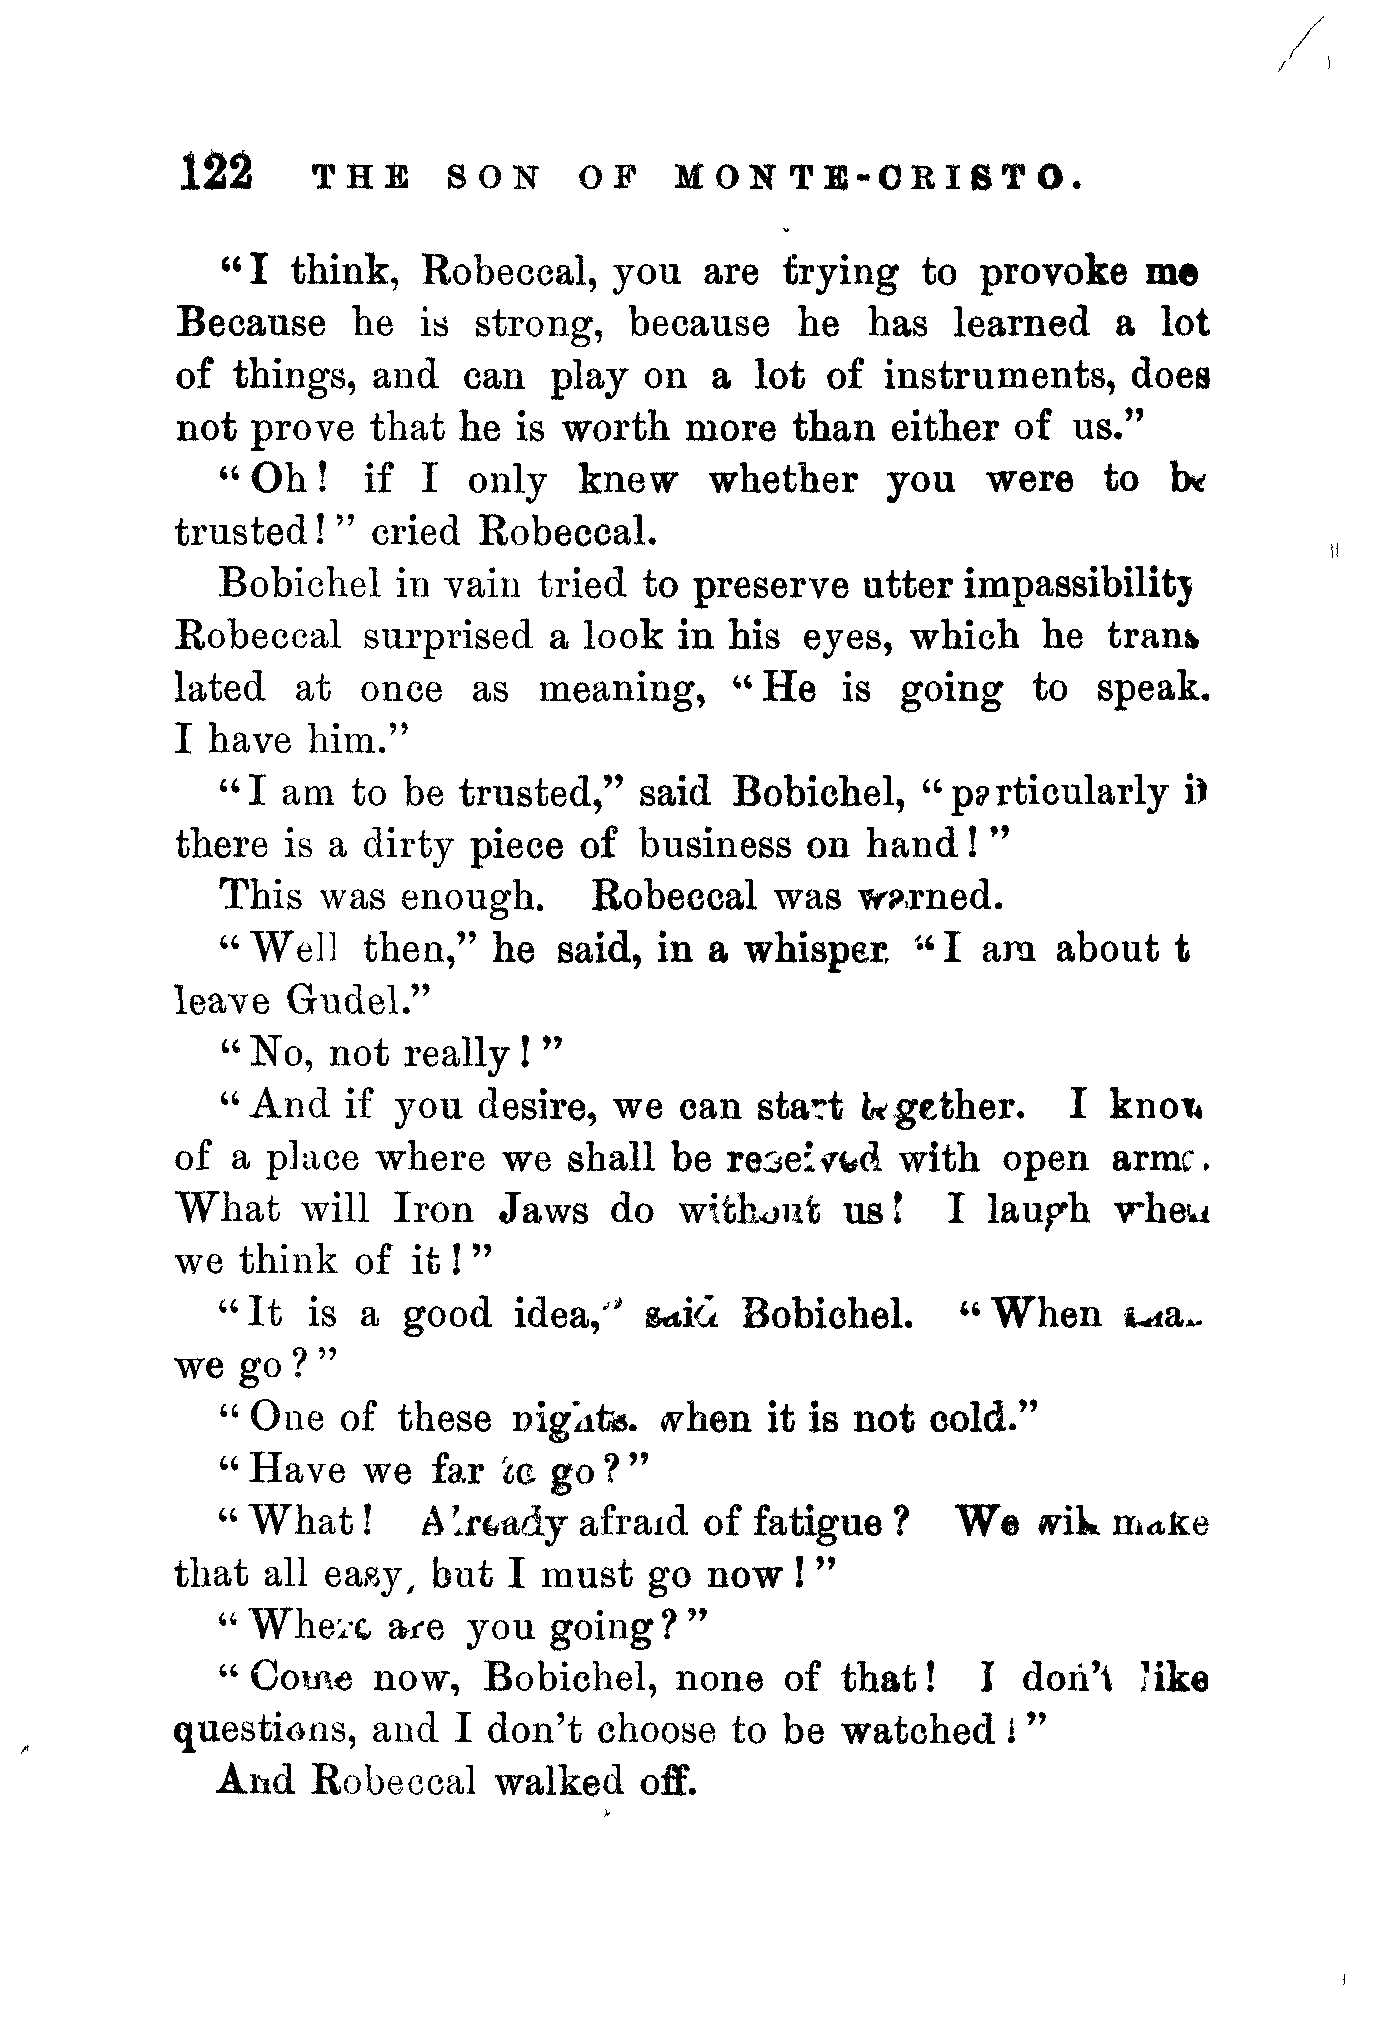 122 THE SON OF MONTE-CRISTO.
“I think, Robeccal, you are trying to provoke me
Because he is strong, because he has learned a lot
of things, and can play on a lot of instruments, does
not prove that he is worth more than either of us.”
“Oh! if I only knew whether you were to be
trusted!” cried Robeccal.
Bobichel in vain tried to preserve utter impassibility
Robeccal surprised a look in his eyes, which he trans
lated at once as meaning, “He is going to speak.
I have him.”
“I am to be trusted,” said Bobichel, “particularly if
there is a dirty piece of business on hand!”
This was enough. Robeccal was warned.
“Well then,” he said, in a whisper. “I am about t
leave Gudel.”
“No, not really!”
“And if you desire, we can start together. I know
of a place where we shall be received with open arms.
What will Iron Jaws do without us! I laugh when
we think of it!”
“It is a good idea,” said Bobichel. “When
we go?”
“One of these nights. when it is not cold.”
“Have we far to go?”
“What! Already afraid of fatigue? We will make
that all easy, but I must go now!”
“Where are you going?”
“Come now, Bobichel, none of that! I don’t like
questions, and I don’t choose to be watched!”
And Robeccal walked off.